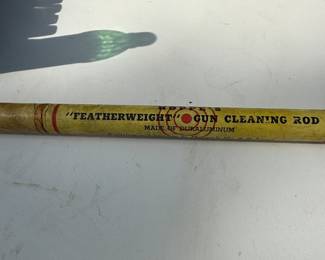 "FEATHERWEIGHT" GUN CLEANING ROD
MADE OF DURALUMINUM